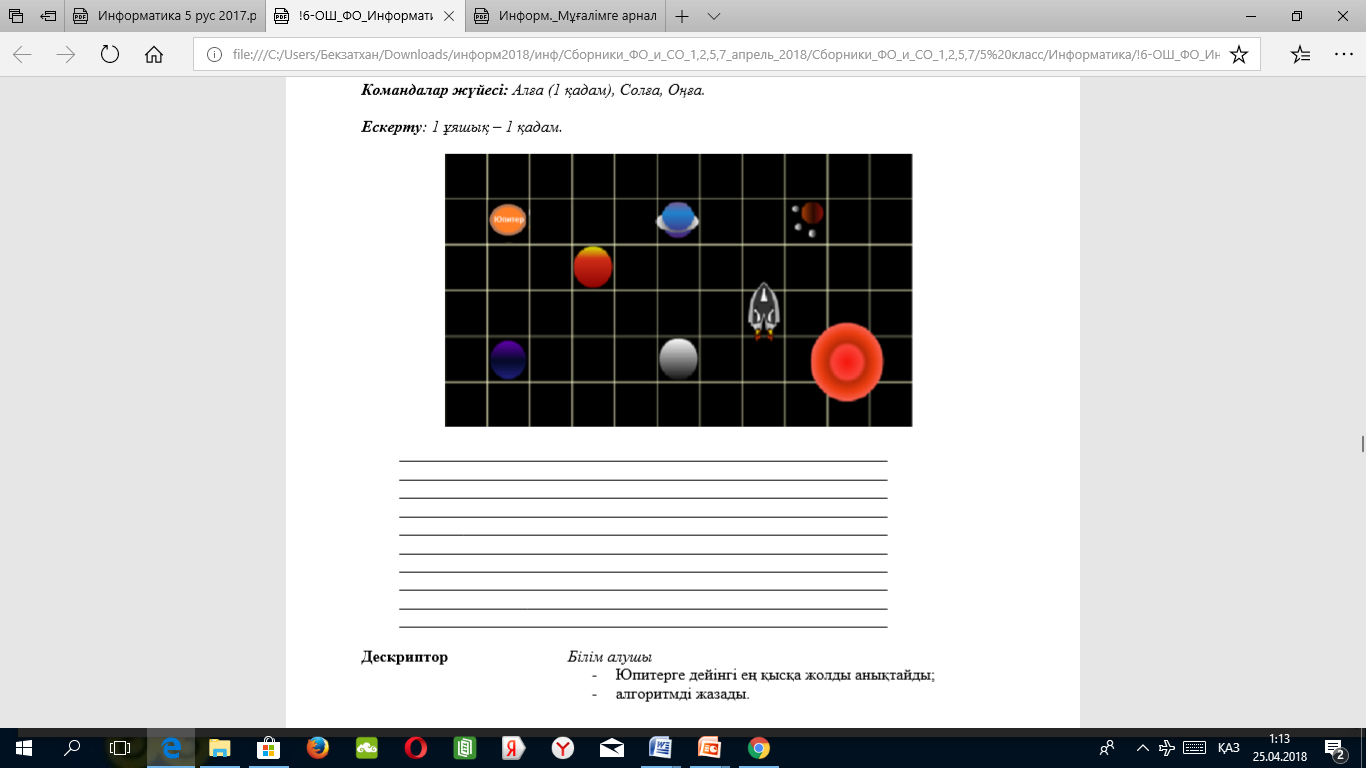 Информатика 5 рус 2017.p
!6-ОШ_ФО_Информати
Информ._Мұғалімге арнал
file:///C:/Users/Бекзатхан/Downloads/информ2018/инф/Сборники_ФО_и_СО_1,2,5,7_апрель_2018/Сборники_ФО_и_СО_1,2,5,7/5%20класс/Информатика/!6-ОШ_ФО_Ин
Командалар жүйесі: Алға (1 қадам), Солға, Оңға.
Ескерту: 1 ұяшық – 1 қадам.
Юпитер
Дескриптор Білім алушы
- Юпитерге дейінгі ең қысқа жолды анықтайды;
- алгоритмді жазады.
ҚАЗ
1:13
25.04.2018
2